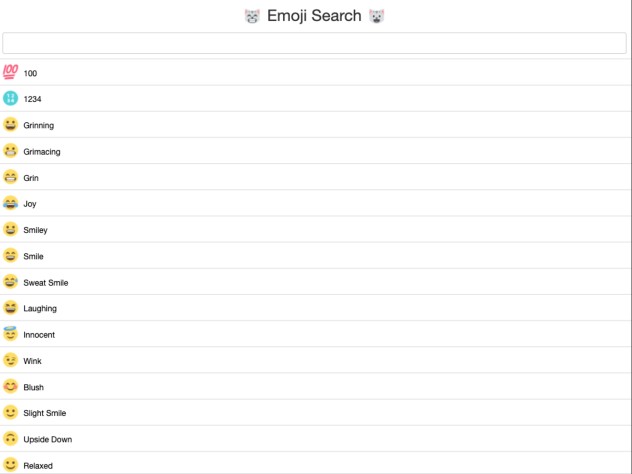 Emoji Search
100
1234
Grinning
Grimacing
Grin
Joy
Smiley
Smile
Sweat Smile
Laughing
Innocent
Wink
Blush
Slight Smile
Upside Down
Relaxed